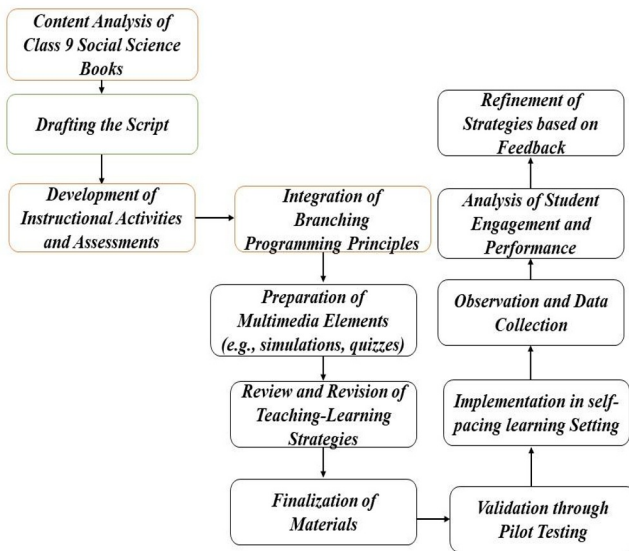 Content Analysis of
Class 9 Social Science
Books
Drafting the Script
Development of
Instructional Activities
and Assessments
Integration of
Branching
Programming Principles
Preparation of
Multimedia Elements
(e.g., simulations, quizzes)
Review and Revision of
Teaching-Learning
Strategies
Finalization of
Materials
Validation through
Pilot Testing
Implementation in self-
pacing learning Setting
Observation and Data
Collection
Analysis of Student
Engagement and
Performance
Refinement of
Strategies based on
Feedback